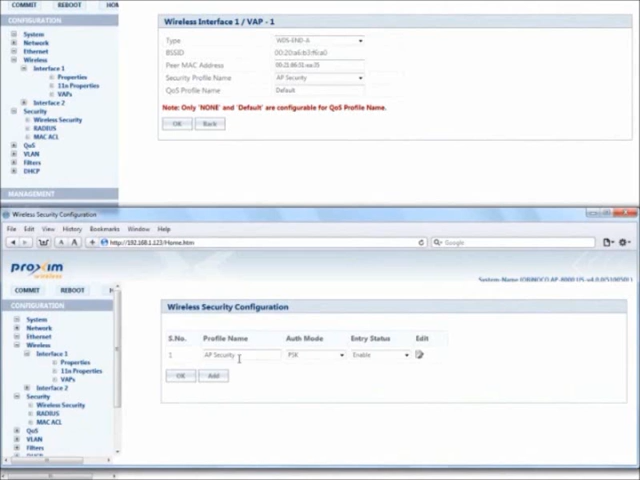 COMMIT REBOOT HO
CONFIGURATION
System
Network
Ethernet
Wireless
Interface 1
Properties
11n Properties
VAPs
Interface 2
Security
Wireless Security
RADIUS
MAC ACL
QoS
VLAN
Filters
DHCP
MANAGEMENT
Wireless Interface 1 / VAP - 1
Type
BSSID
Peer MAC Address
Security Profile Name AP Security
QoS Profile Name Default
Note: Only 'NONE' and 'Default' are configurable for QoS Profile Name.
OK Back
Wireless Security Configuration
File Edit View History Bookmarks Window Help
http://192.168.1.123/Home.htm
Google
proxim
wireless
COMMIT REBOOT H
CONFIGURATION
System
Network
Ethernet
Wireless
Interface 1
Properties
11n Properties
VAPs
Interface 2
Security
Wireless Security
RADIUS
MAC ACL
QoS
VLAN
Filters
Wireless Security Configuration
S.No. Profile Name Auth Mode Entry Status Edit
1 AP Security PSK Enable
OK Add